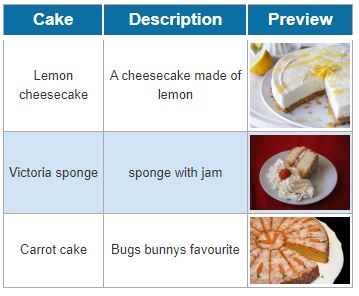 Cake Description Preview
Lemon cheesecake A cheesecake made of lemon
Victoria sponge sponge with jam
Carrot cake Bugs bunnys favourite